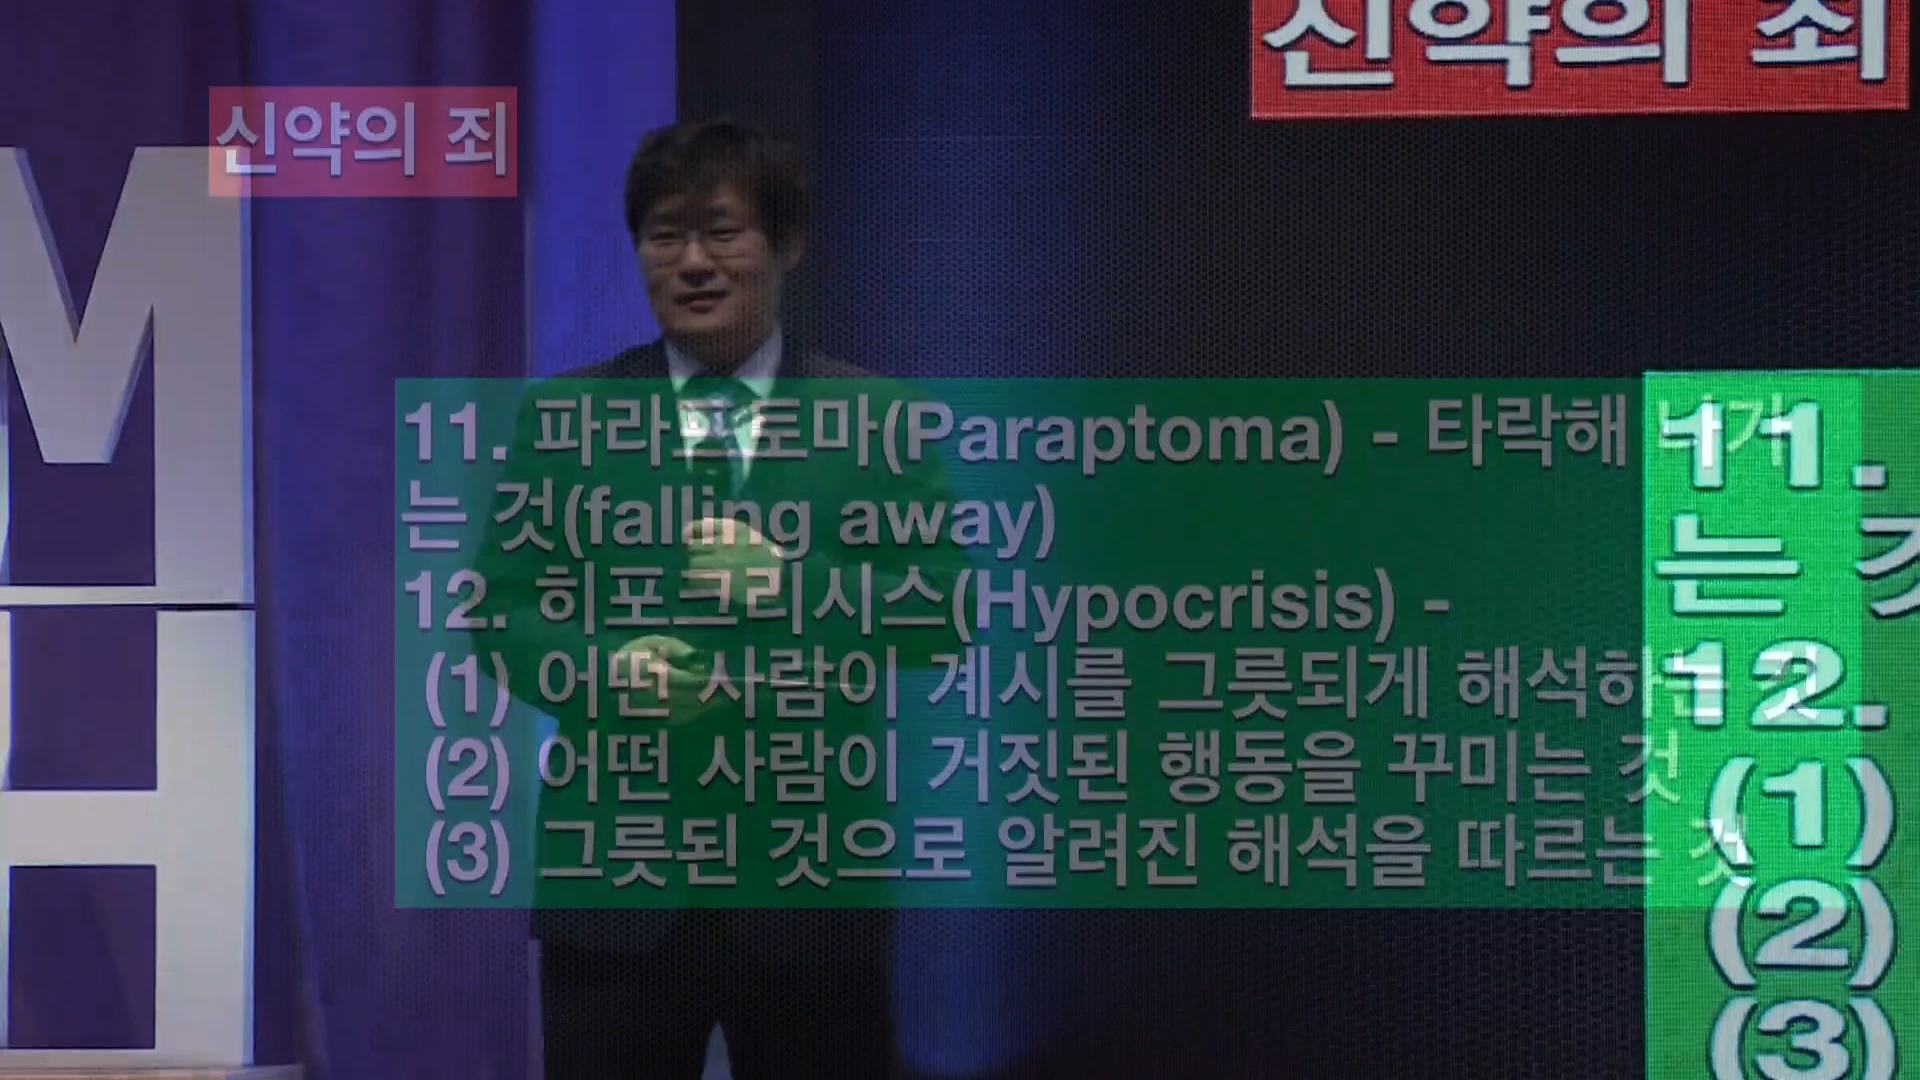 신약의 죄
신약의 죄
11. 파라프토마(Paraptoma) - 타락해 나가
는 것(falling away)
12. 히포크리시스(Hypocrisis) -
(1) 어떤 사람이 계시를 그릇되게 해석하는 것
(2) 어떤 사람이 거짓된 행동을 꾸미는 것
(3) 그릇된 것으로 알려진 해석을 따르는 것
11.
는 것
12.
(1)
(2)
(3)
M
H